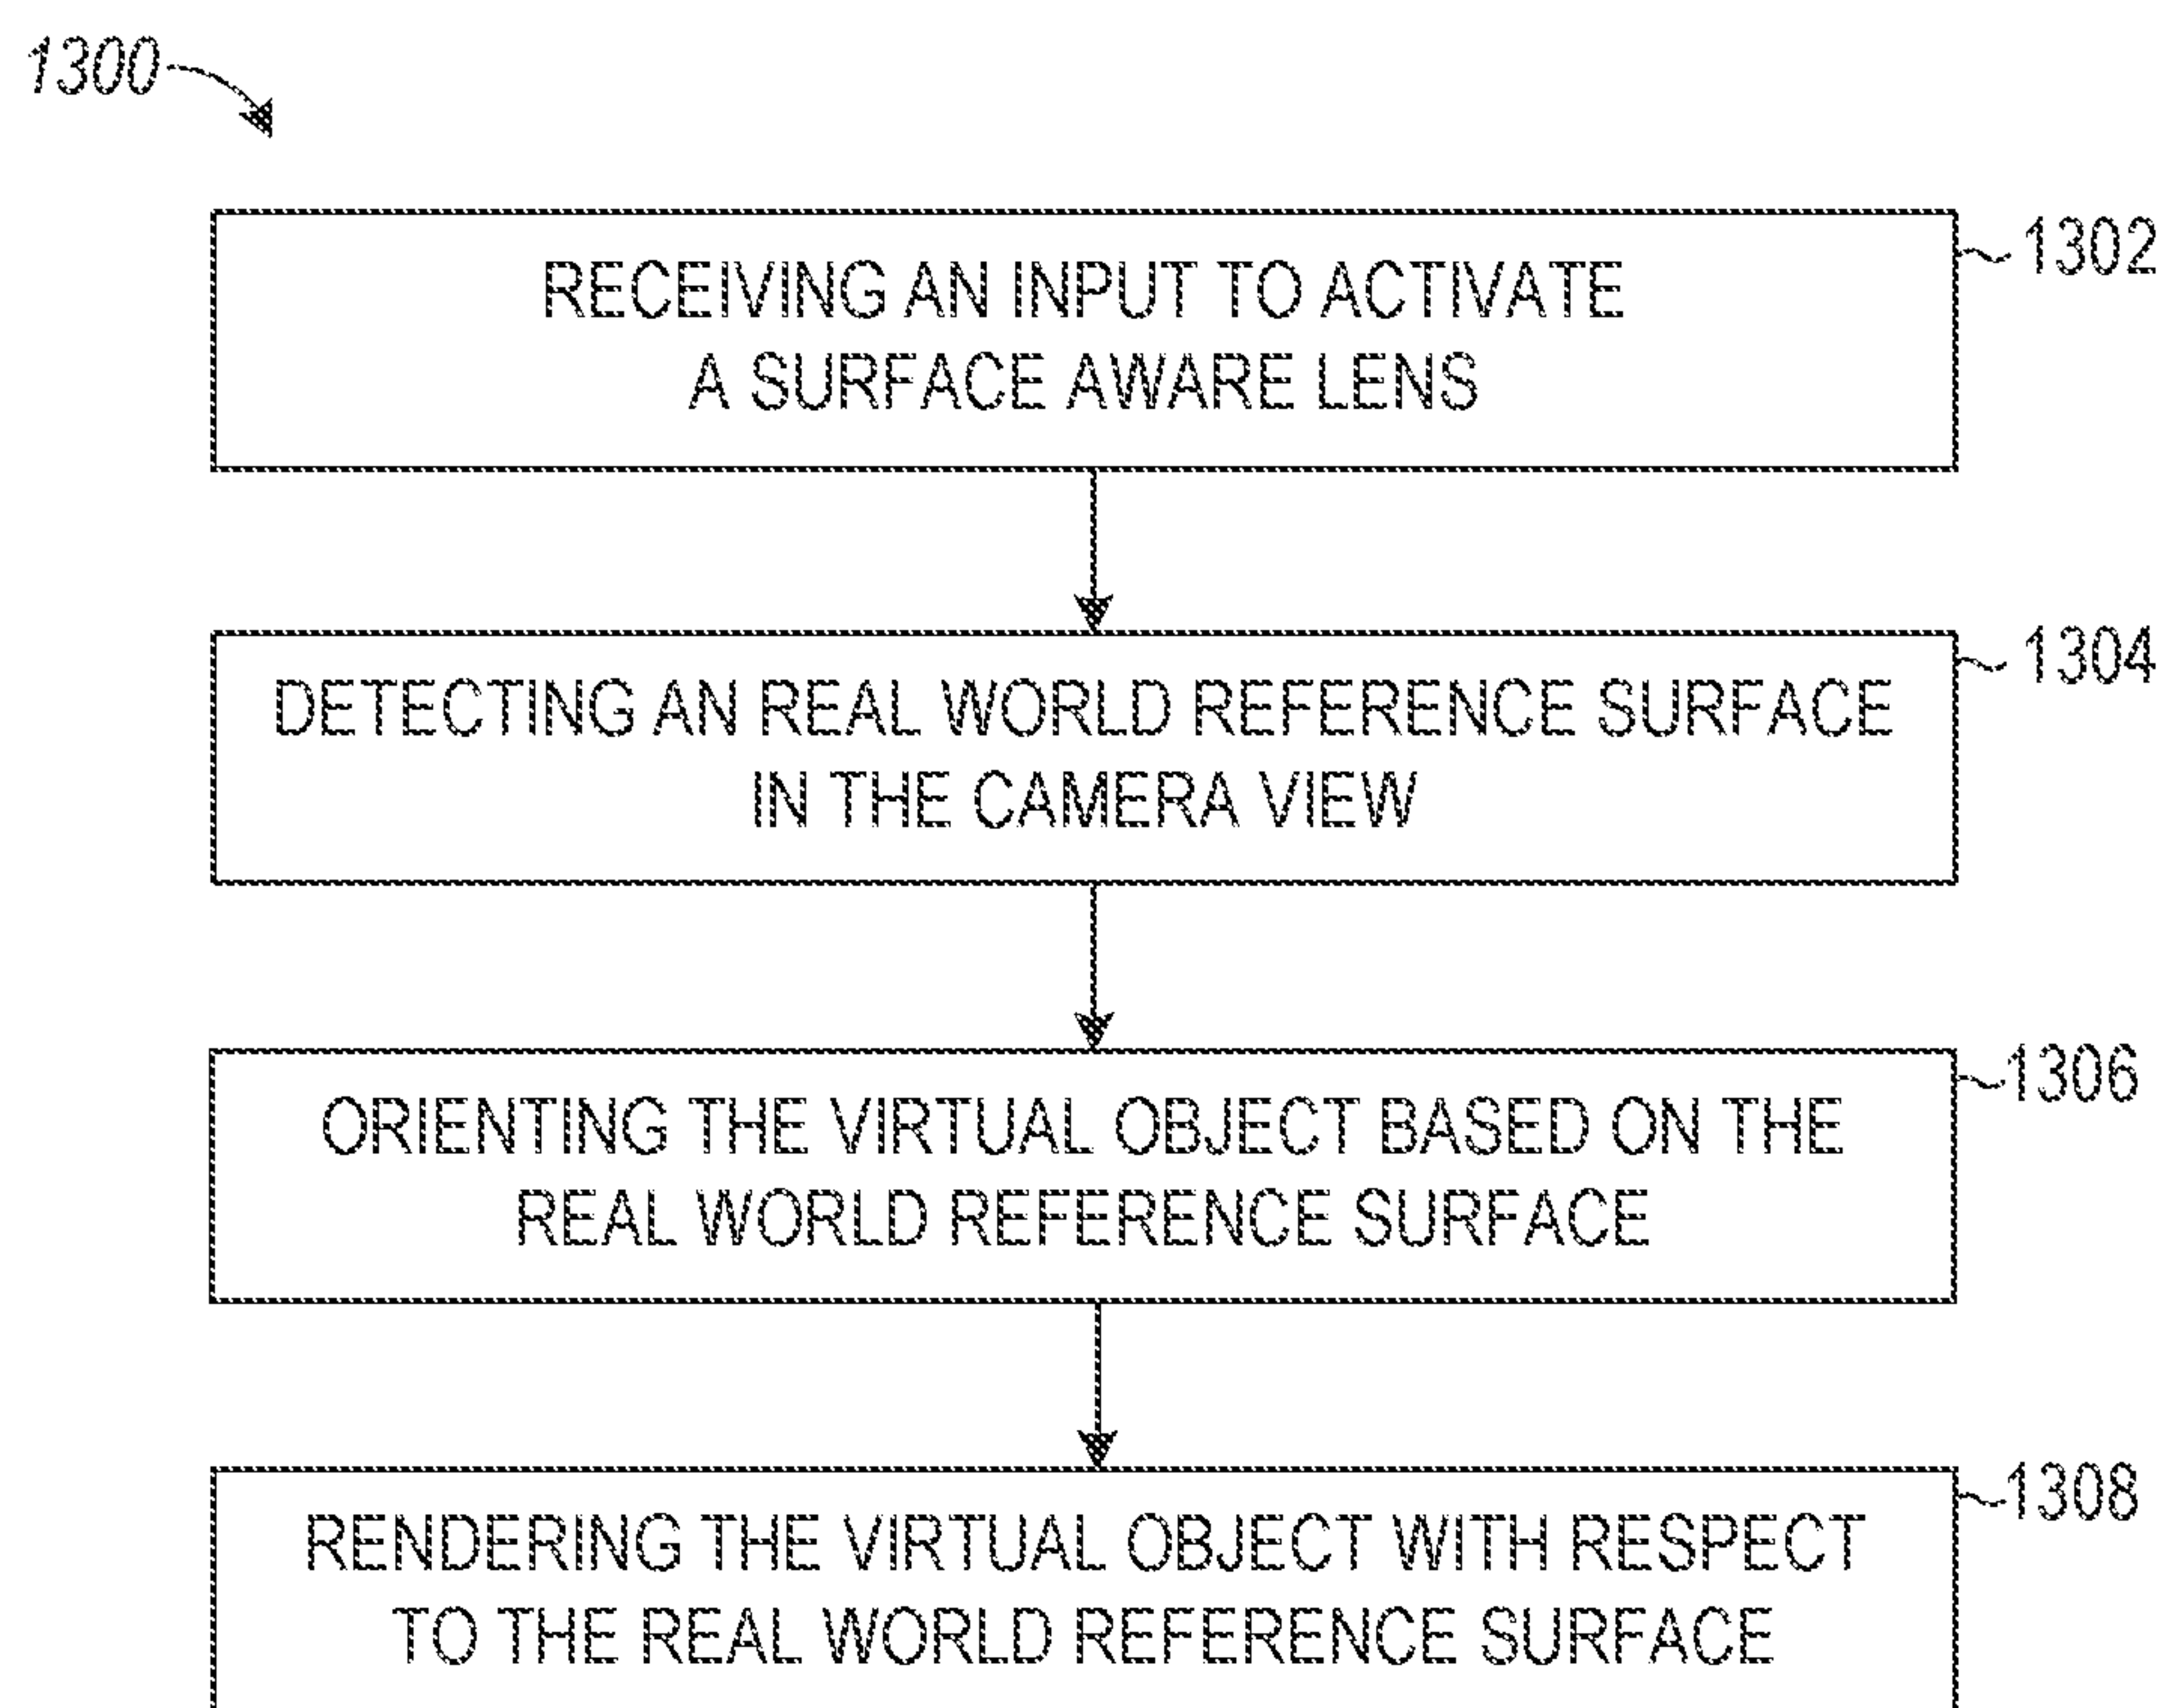 1300
RECEIVING AN INPUT TO ACTIVATE
A SURFACE AWARE LENS
1302
DETECTING AN REAL WORLD REFERENCE SURFACE
IN THE CAMERA VIEW
1304
ORIENTING THE VIRTUAL OBJECT BASED ON THE
REAL WORLD REFERENCE SURFACE
1306
RENDERING THE VIRTUAL OBJECT WITH RESPECT
TO THE REAL WORLD REFERENCE SURFACE
1308